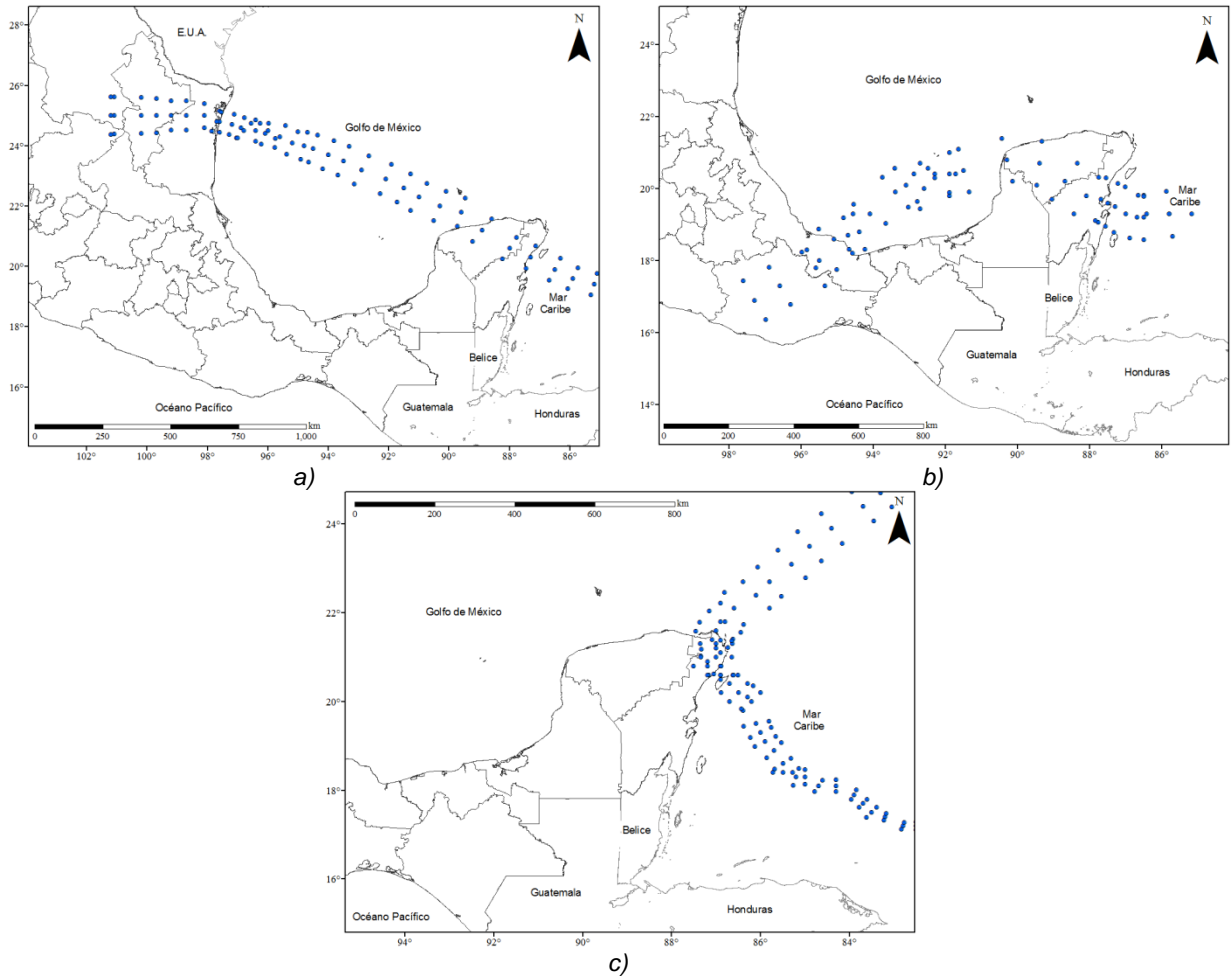 28°
26°
24°
22°
20°
18°
16°
E.U.A.
N
Golfo de México
Mar
Caribe
Belice
Guatemala
Honduras
Océano Pacífico
km
0 250 500 750 1,000
102° 100° 98° 96° 94° 92° 90° 88° 86°
a)
24°
22°
20°
18°
16°
14°
N
Golfo de México
Mar
Caribe
Belice
Guatemala
Honduras
Océano Pacífico
km
0 200 400 600 800
98° 96° 94° 92° 90° 88° 86°
b)
km
0 200 400 600 800
24°
22°
20°
18°
16°
N
Golfo de México
Mar
Caribe
Belice
Guatemala
Honduras
Océano Pacífico
94° 92° 90° 88° 86° 84°
c)